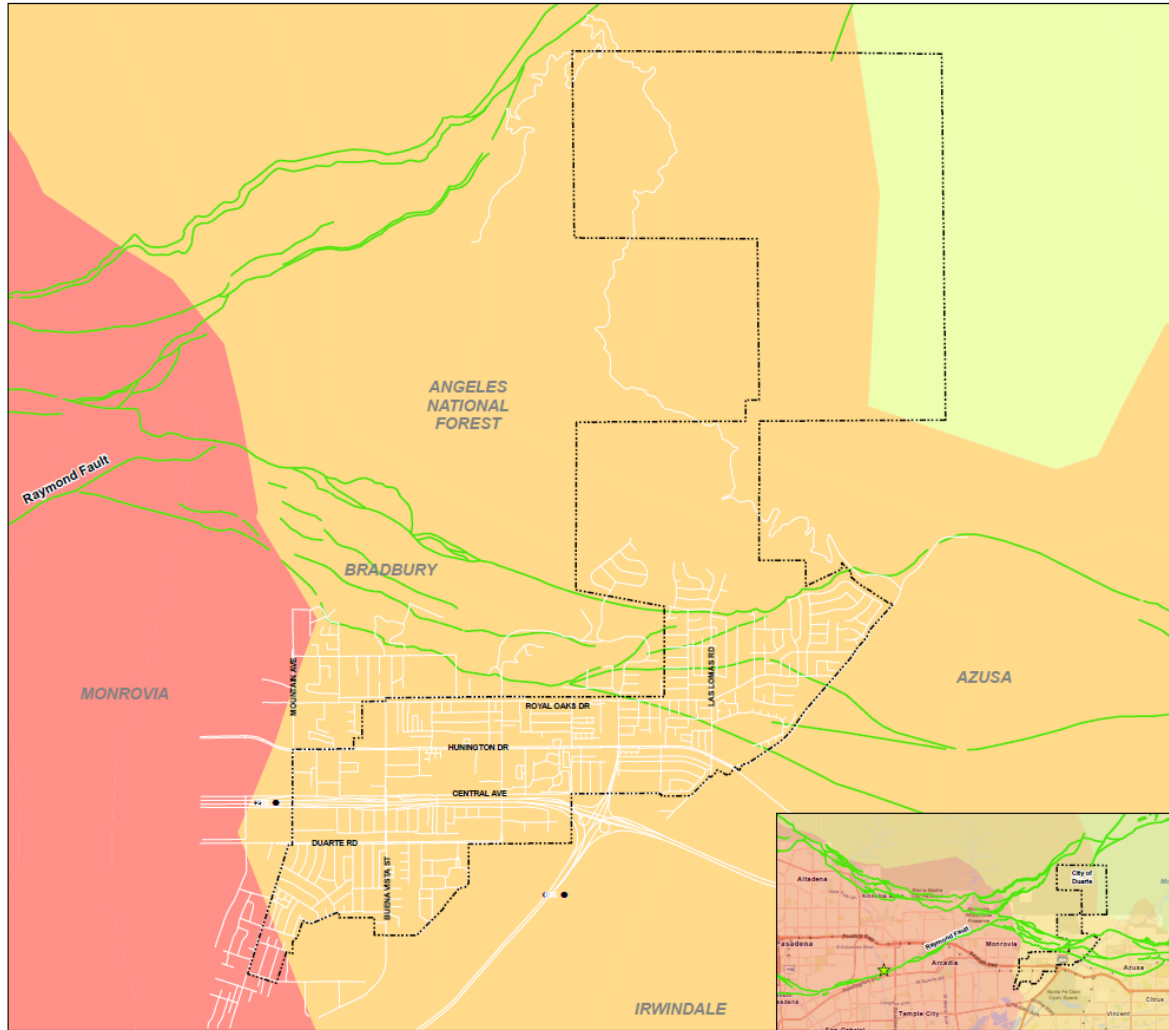 ANGELES
NATIONAL
FOREST
Raymond Fault
BRADBURY
MONROVIA
MOUNTAIN AVE
LAS LOMAS RD
AZUSA
ROYAL OAKS DR
HUNINGTON DR
CENTRAL AVE
DUARTE RD
BUENA VISTA ST
IRWINDALE
City of
Duarte
Altadena
Raymond Fault
Monrovia
Pasadena
Arcadia
Azusa
Temple City
Citrus
Vincent